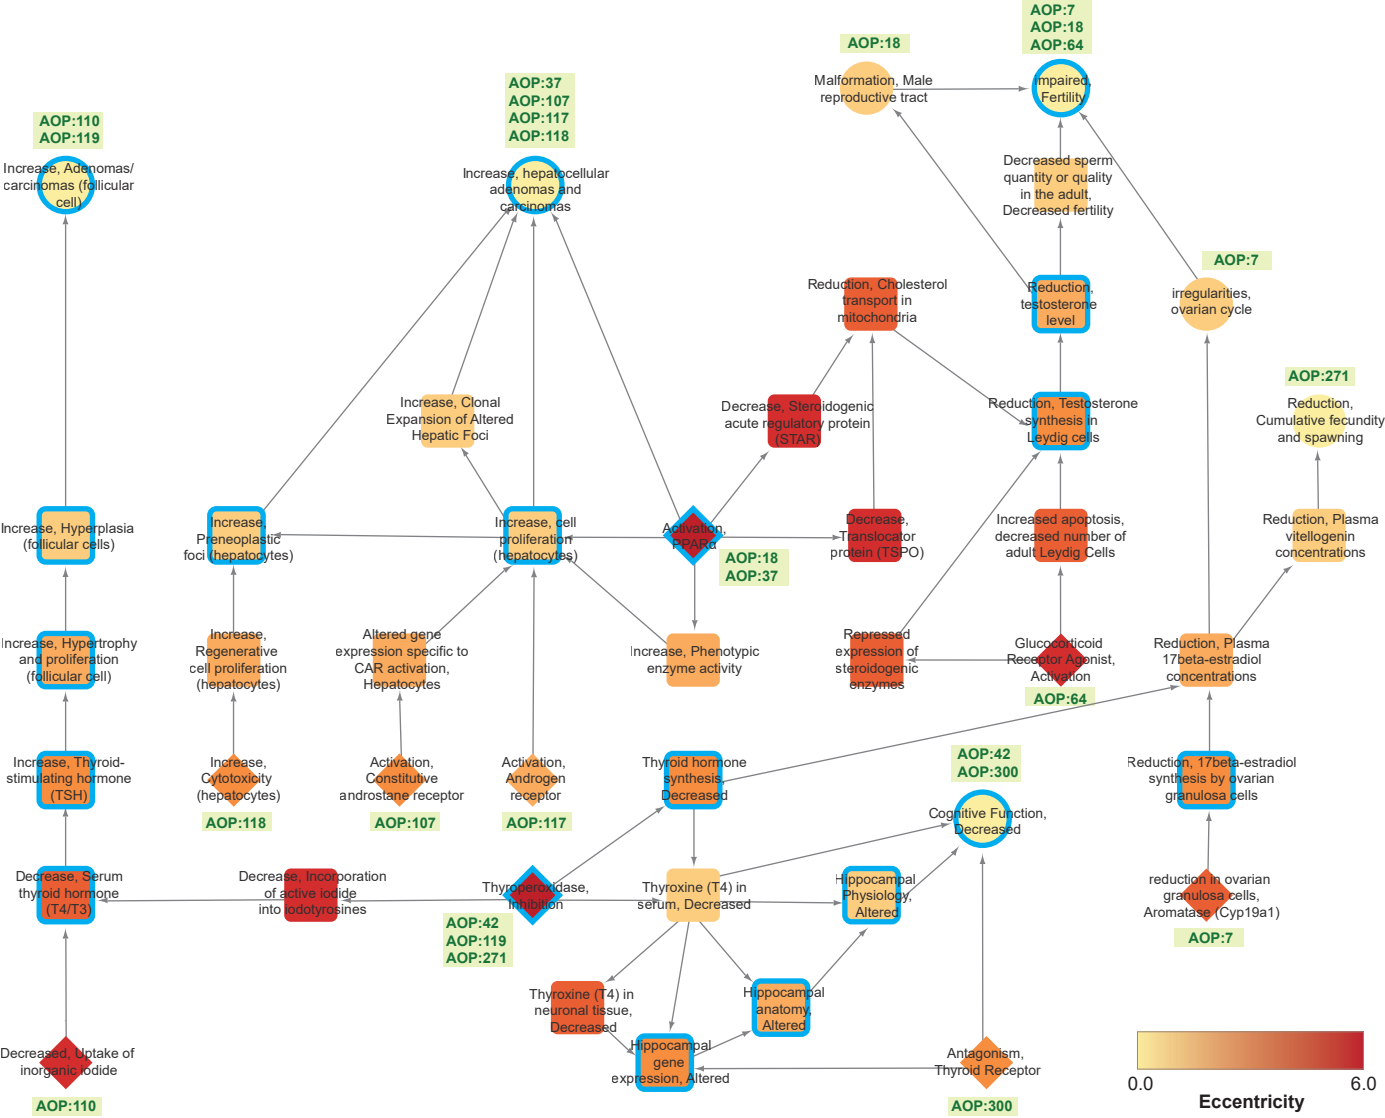 AOP:7
AOP:18
AOP:64
AOP:18
Malformation, Male
reproductive tract
Impaired,
Fertility
AOP:37
AOP:107
AOP:117
AOP:118
AOP:110
AOP:119
Increase, Adenomas/
carcinomas (follicular
cell)
Increase, hepatocellular
adenomas and
carcinomas
Decreased sperm
quantity or quality
in the adult,
Decreased fertility
AOP:7
Reduction, Cholesterol
transport in
mitochondria
Reduction,
testosterone
level
irregularities,
ovarian cycle
AOP:271
Increase, Clonal
Expansion of Altered
Hepatic Foci
Decrease, Steroidogenic
acute regulatory protein
(STAR)
Reduction, Testosterone
synthesis in
Leydig cells
Reduction,
Cumulative fecundity
and spawning
Increase, Hyperplasia
(follicular cells)
Increase,
Preneoplastic
foci (hepatocytes)
Increase, cell
proliferation
(hepatocytes)
Activation,
PPARα
AOP:18
AOP:37
Decrease,
Translocator
protein (TSPO)
Increased apoptosis,
decreased number of
adult Leydig Cells
Reduction, Plasma
vitellogenin
concentrations
Increase, Hypertrophy
and proliferation
(follicular cell)
Increase,
Regenerative
cell proliferation
(hepatocytes)
Altered gene
expression specific to
CAR activation,
Hepatocytes
Increase, Phenotypic
enzyme activity
Repressed
expression of
steroidogenic
enzymes
Glucocorticoid
Receptor Agonist,
Activation
AOP:64
Reduction, Plasma
17beta-estradiol
concentrations
Increase, Thyroid-
stimulating hormone
(TSH)
Increase,
Cytotoxicity
(hepatocytes)
AOP:118
Activation,
Constitutive
androstane receptor
AOP:107
Activation,
Androgen
receptor
AOP:117
Thyroid hormone
synthesis,
Decreased
AOP:42
AOP:300
Cognitive Function,
Decreased
Reduction, 17beta-estradiol
synthesis by ovarian
granulosa cells
Decrease, Serum
thyroid hormone
(T4/T3)
Decrease, Incorporation
of active iodide
into iodotyrosines
Thyroperoxidase,
Inhibition
AOP:42
AOP:119
AOP:271
Thyroxine (T4) in
serum, Decreased
Hippocampal
Physiology,
Altered
reduction in ovarian
granulosa cells,
Aromatase (Cyp19a1)
AOP:7
Thyroxine (T4) in
neuronal tissue,
Decreased
Hippocampal
anatomy,
Altered
Decreased, Uptake of
inorganic iodide
AOP:110
Hippocampal
gene
expression, Altered
Antagonism,
Thyroid Receptor
AOP:300
0.0
6.0
Eccentricity